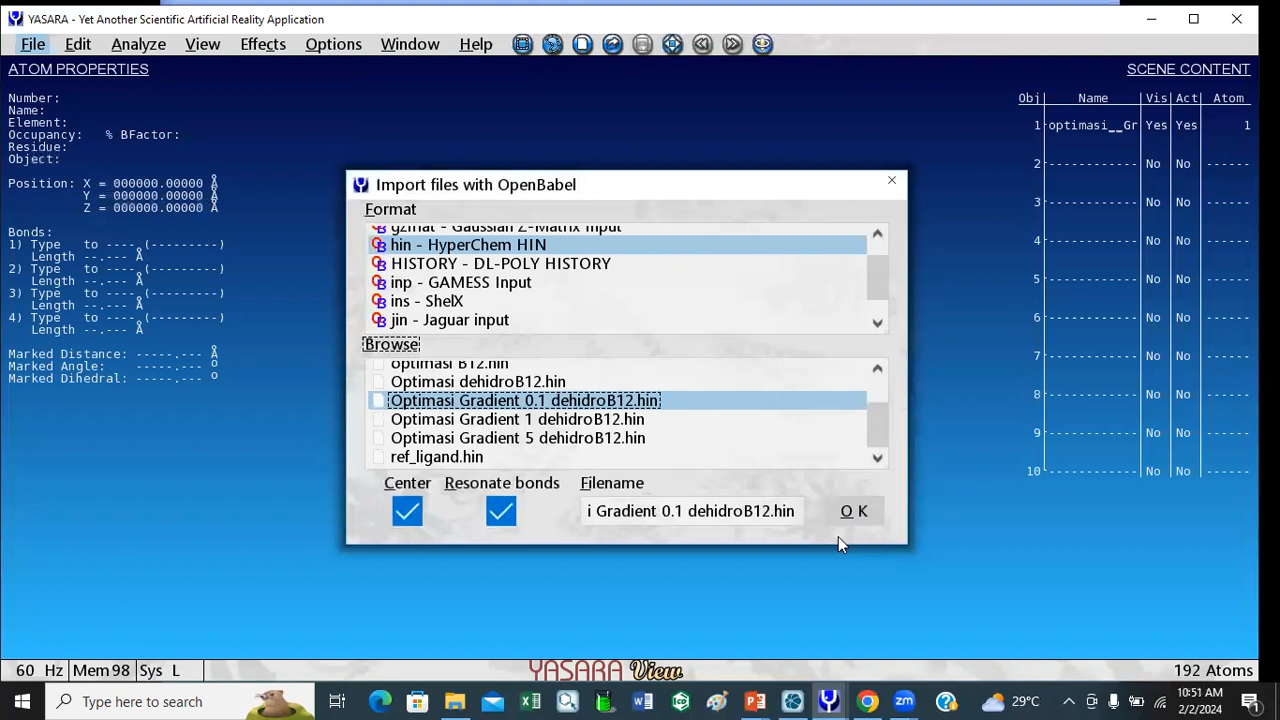 YASARA - Yet Another Scientific Artificial Reality Application
File Edit Analyze View Effects Options Window Help
ATOM PROPERTIES
Number:
Name:
Element:
Occupancy: % BFactor:
Residue:
Object:
Position: X = 000000.00000 Å
Y = 000000.00000 Å
Z = 000000.00000 Å
Bonds:
1) Type to ----(---------)
Length --.--- Å
2) Type to ----(---------)
Length --.--- Å
3) Type to ----(---------)
Length --.--- Å
4) Type to ----(---------)
Length --.--- Å
Marked Distance: -----.--- Å
Marked Angle: -----.--- o
Marked Dihedral: -----.--- o
Import files with OpenBabel
Format
gzmat - Gaussian Z-Matrix Input
hin - HyperChem HIN
HISTORY - DL-POLY HISTORY
inp - GAMESS Input
ins - ShelX
jin - Jaguar input
Browse
optimasi B12.hin
Optimasi dehidroB12.hin
Optimasi Gradient 0.1 dehidroB12.hin
Optimasi Gradient 1 dehidroB12.hin
Optimasi Gradient 5 dehidroB12.hin
ref_ligand.hin
Center Resonate bonds Filename
i Gradient 0.1 dehidroB12.hin O K
SCENE CONTENT
Obj Name Vis Act Atom
1 optimasi__Gr Yes Yes 1
2 ------------ No No ------
3 ------------ No No ------
4 ------------ No No ------
5 ------------ No No ------
6 ------------ No No ------
7 ------------ No No ------
8 ------------ No No ------
9 ------------ No No ------
10 ------------ No No ------
60 Hz Mem 98 Sys L YASARA View 192 Atoms
Type here to search 29°C 10:51 AM
2/2/2024